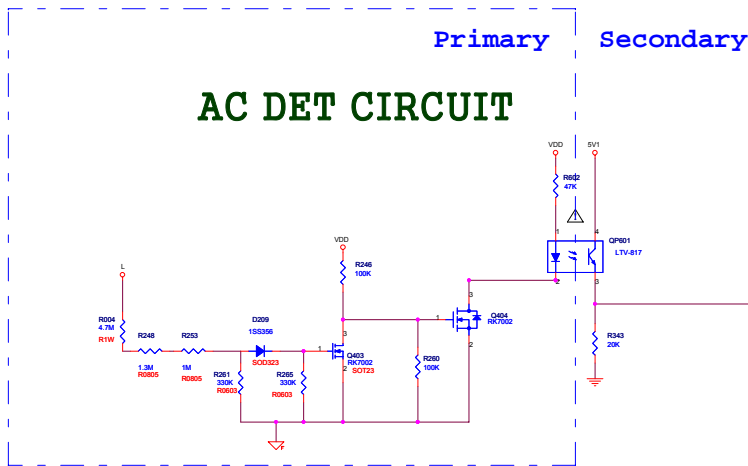 Primary Secondary
AC DET CIRCUIT
VDD 5V1
R602
47K
1 4
QP601
LTV-817
2 3
VDD
R246
100K
L
R004
4.7M
R1W
R248
1.3M
R0805
R253
1M
R0805
D209
1SS356
SOD323
R261
330K
R0603
R265
330K
R0603
1 3 2
Q403
RK7002
SOT23
R260
100K
1 3 2
Q404
RK7002
R343
20K
F